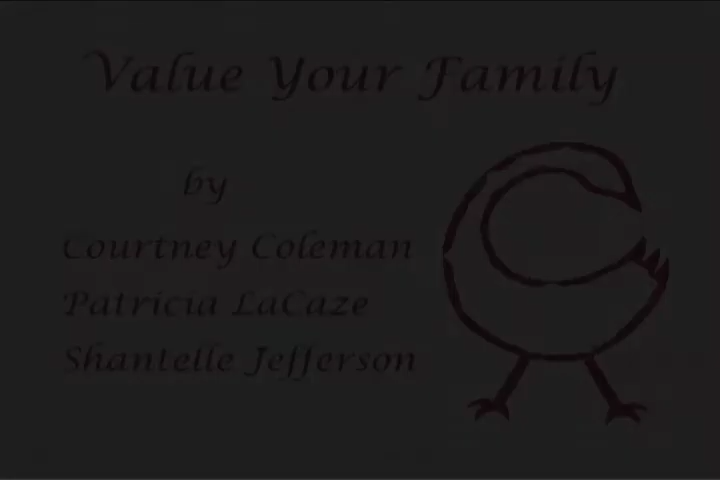 Value Your Family
by
Courtney Coleman
Patricia LaCaze
Shantelle Jefferson